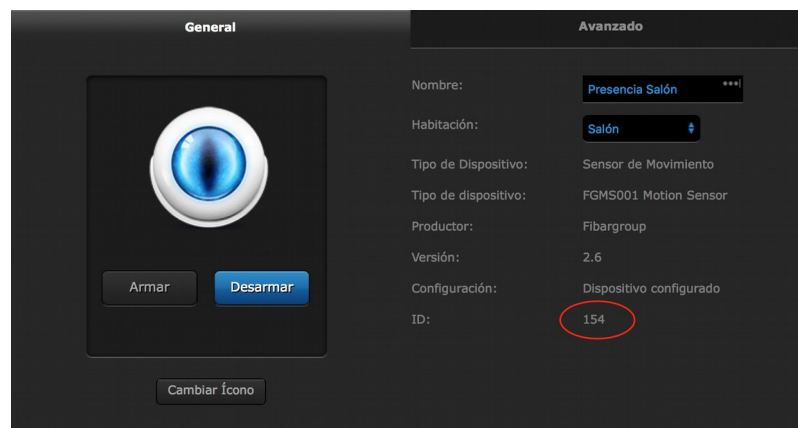 General
Avanzado
Nombre: Presencia Salón
Habitación: Salón
Tipo de Dispositivo: Sensor de Movimiento
Tipo de dispositivo: FGMS001 Motion Sensor
Productor: Fibargroup
Versión: 2.6
Configuración: Dispositivo configurado
ID: 154
Armar
Desarmar
Cambiar Ícono